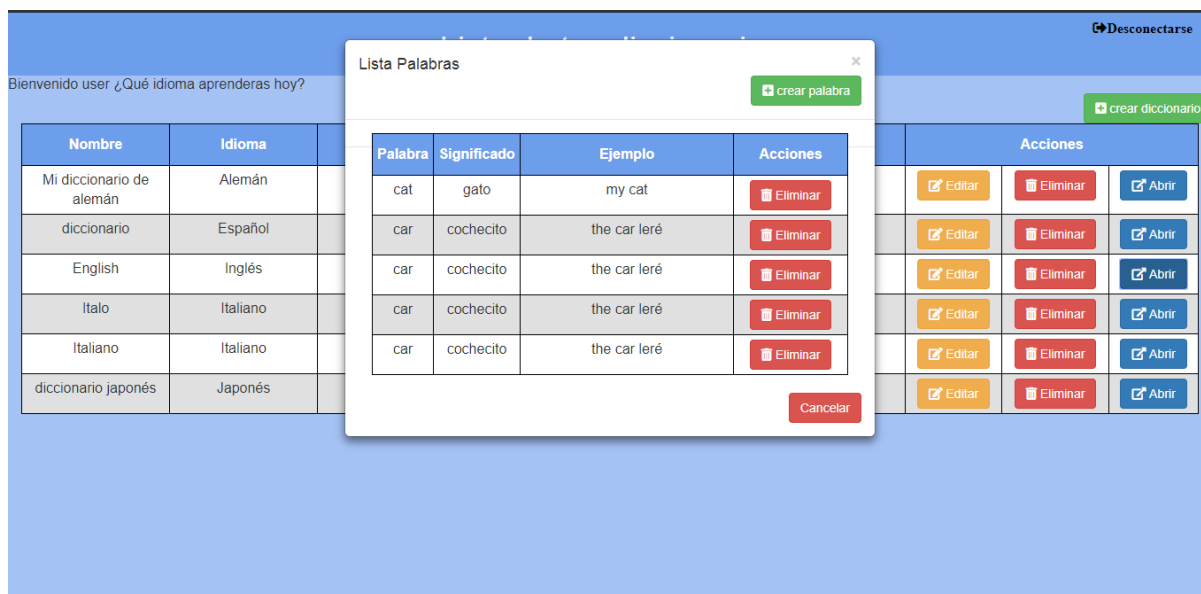 Desconectarse
Bienvenido user ¿Qué idioma aprenderas hoy?
crear diccionario
Nombre Idioma Acciones
Mi diccionario de
alemán Alemán Editar Eliminar Abrir
diccionario Español Editar Eliminar Abrir
English Inglés Editar Eliminar Abrir
Italo Italiano Editar Eliminar Abrir
Italiano Italiano Editar Eliminar Abrir
diccionario japonés Japonés Editar Eliminar Abrir
Lista Palabras ×
crear palabra
Palabra Significado Ejemplo Acciones
cat gato my cat Eliminar
car cochecito the car leré Eliminar
car cochecito the car leré Eliminar
car cochecito the car leré Eliminar
car cochecito the car leré Eliminar
Cancelar